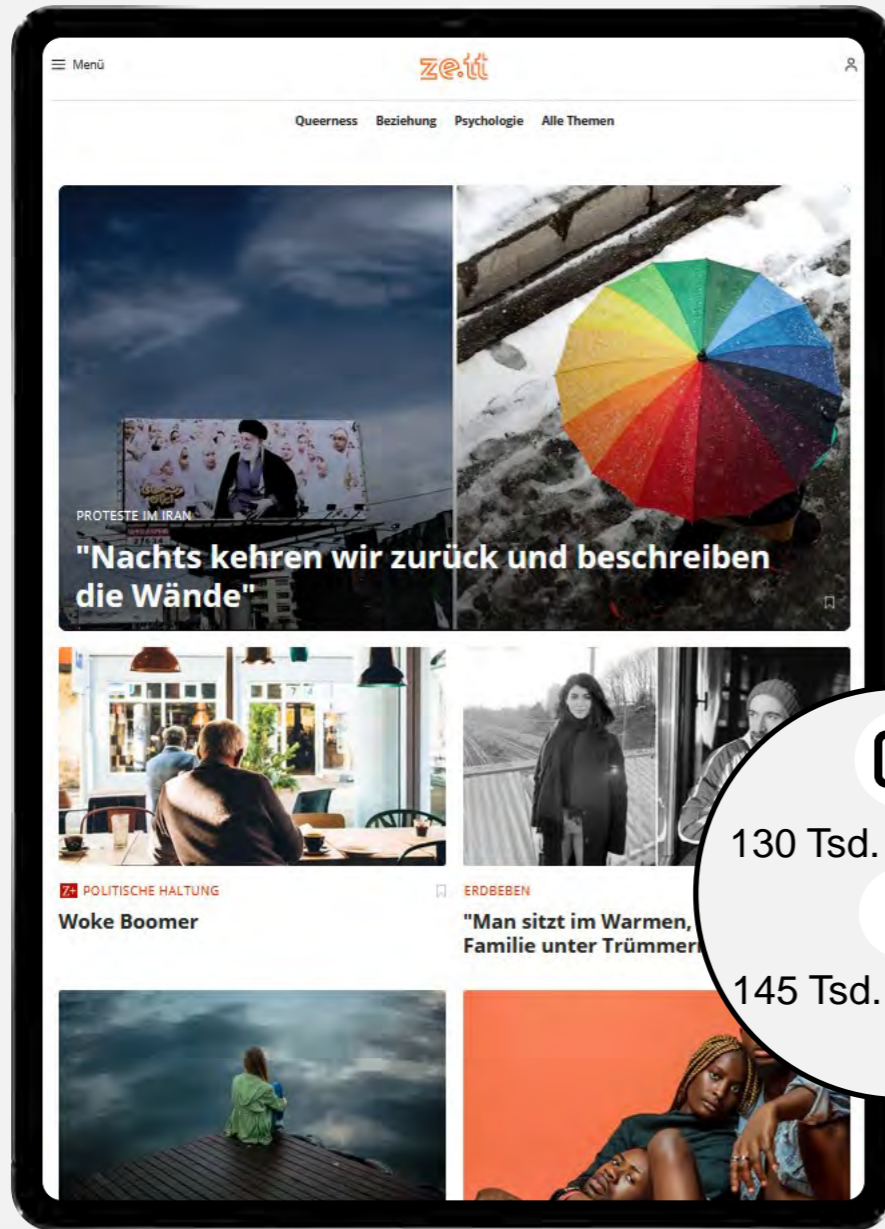 Menü
ze.tt
Queerness Beziehung Psychologie Alle Themen
PROTESTE IM IRAN
"Nachts kehren wir zurück und beschreiben
die Wände"
Z+ POLITISCHE HALTUNG
Woke Boomer
ERDBEBEN
"Man sitzt im Warmen,
Familie unter
130 Tsd.
145 Tsd.